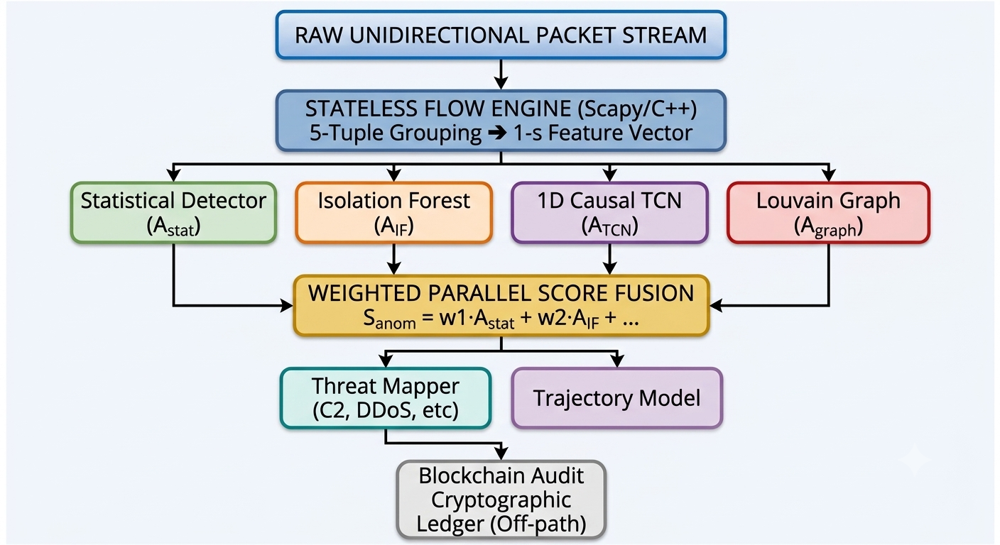 RAW UNIDIRECTIONAL PACKET STREAM
STATELESS FLOW ENGINE (Scapy/C++)
5-Tuple Grouping ➔ 1-s Feature Vector
Statistical Detector
(Astat)
Isolation Forest
(AIF)
1D Causal TCN
(ATCN)
Louvain Graph
(Agraph)
WEIGHTED PARALLEL SCORE FUSION
Sanom = w1·Astat + w2·AIF + ...
Threat Mapper
(C2, DDoS, etc)
Trajectory Model
Blockchain Audit
Cryptographic
Ledger (Off-path)